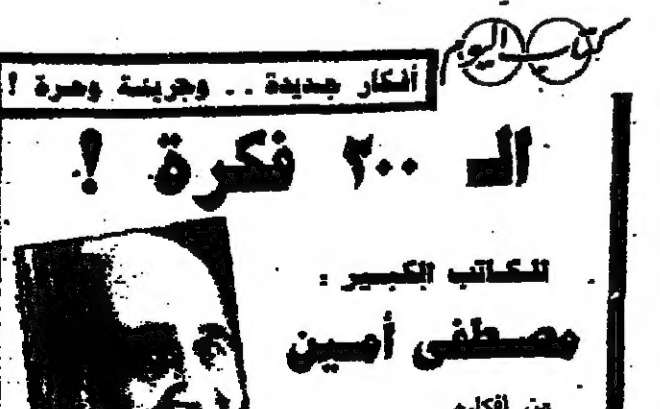 كتاب اليوم
أفكار جديدة .. وجريئة وحرة !
الـ ٢٠٠ فكرة !
للكاتب الكبير :
مصطفى أمين
من أفكاره